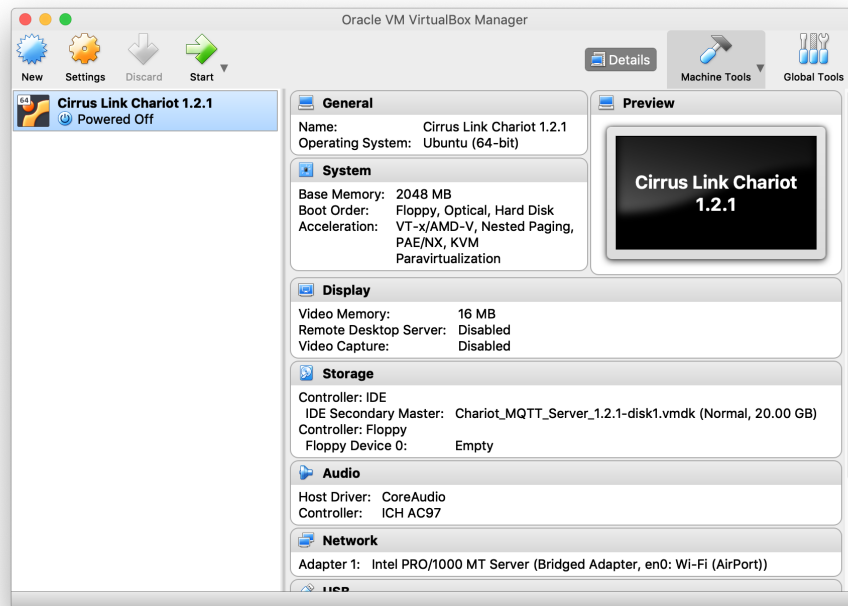 Oracle VM VirtualBox Manager
New
Settings
Discard
Start
Details
Machine Tools
Global Tools
64
Cirrus Link Chariot 1.2.1
Powered Off
General
Name: Cirrus Link Chariot 1.2.1
Operating System: Ubuntu (64-bit)
System
Base Memory: 2048 MB
Boot Order: Floppy, Optical, Hard Disk
Acceleration: VT-x/AMD-V, Nested Paging,
PAE/NX, KVM
Paravirtualization
Preview
Cirrus Link Chariot
1.2.1
Display
Video Memory: 16 MB
Remote Desktop Server: Disabled
Video Capture: Disabled
Storage
Controller: IDE
IDE Secondary Master: Chariot_MQTT_Server_1.2.1-disk1.vmdk (Normal, 20.00 GB)
Controller: Floppy
Floppy Device 0: Empty
Audio
Host Driver: CoreAudio
Controller: ICH AC97
Network
Adapter 1: Intel PRO/1000 MT Server (Bridged Adapter, en0: Wi-Fi (AirPort))
USB